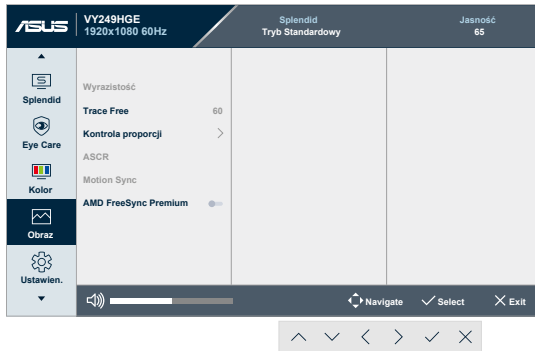 ASUS
VY249HGE
1920x1080 60Hz
Splendid
Tryb Standardowy
Jasność
65
Splendid
Eye Care
Kolor
Obraz
Ustawien.
Wyrazistość
Trace Free 60
Kontrola proporcji
ASCR
Motion Sync
AMD FreeSync Premium
Navigate
Select
Exit